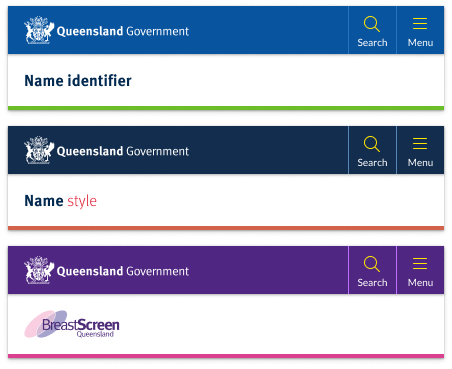 Queensland Government
Search
Menu
Name identifier
Queensland Government
Search
Menu
Name style
Queensland Government
Search
Menu
BreastScreen
Queensland